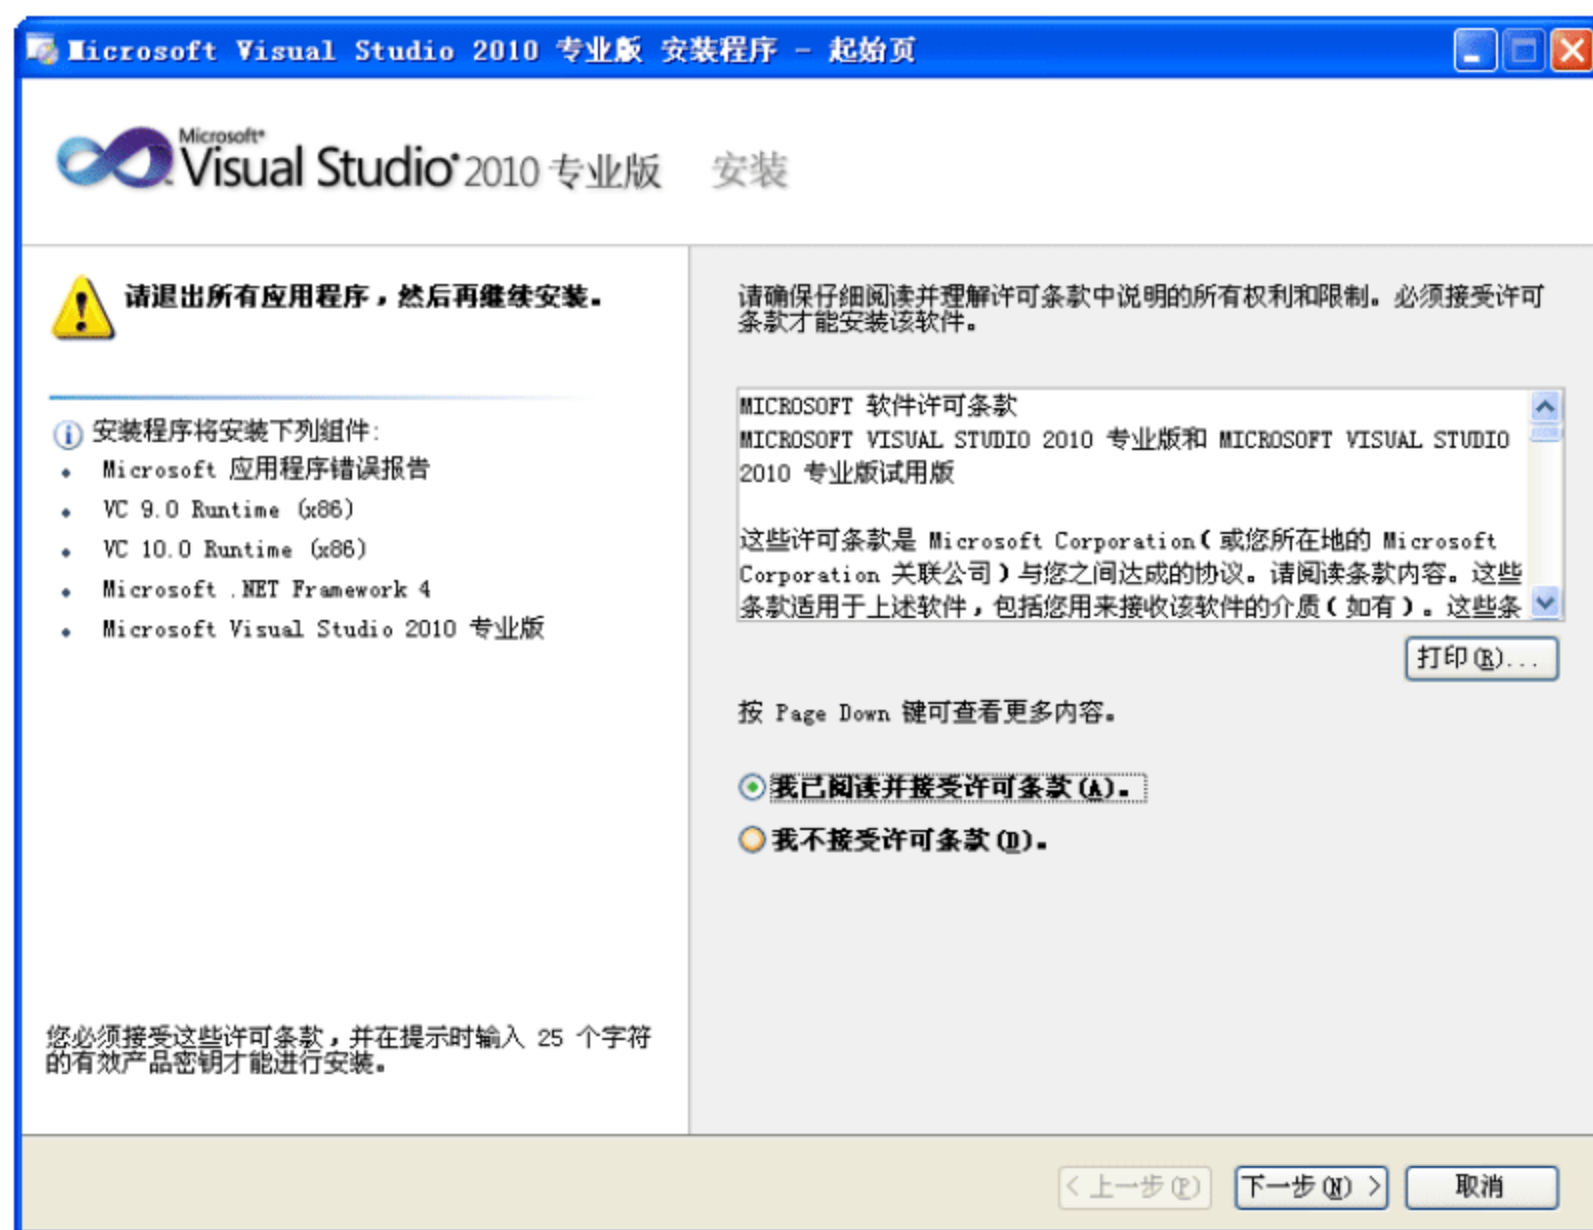 Microsoft Visual Studio 2010 专业版 安装程序 - 起始页
Microsoft®
Visual Studio® 2010 专业版 安装
请退出所有应用程序，然后再继续安装。
安装程序将安装下列组件:
Microsoft 应用程序错误报告
VC 9.0 Runtime (x86)
VC 10.0 Runtime (x86)
Microsoft .NET Framework 4
Microsoft Visual Studio 2010 专业版
您必须接受这些许可条款，并在提示时输入 25 个字符
的有效产品密钥才能进行安装。
请确保仔细阅读并理解许可条款中说明的所有权利和限制。必须接受许可
条款才能安装该软件。
MICROSOFT 软件许可条款
MICROSOFT VISUAL STUDIO 2010 专业版和 MICROSOFT VISUAL STUDIO
2010 专业版试用版
这些许可条款是 Microsoft Corporation（或您所在地的 Microsoft
Corporation 关联公司）与您之间达成的协议。请阅读条款内容。这些
条款适用于上述软件，包括您用来接收该软件的介质（如有）。这些条
打印(R)...
按 Page Down 键可查看更多内容。
我已阅读并接受许可条款(A)。
我不接受许可条款(D)。
< 上一步(P)
下一步(N) >
取消